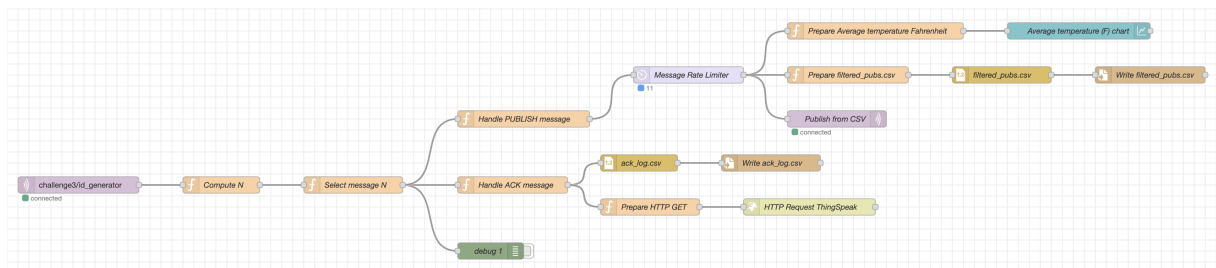 Prepare Average temperature Fahrenheit
Average temperature (F) chart
Message Rate Limiter
11
Prepare filtered_pubs.csv
filtered_pubs.csv
Write filtered_pubs.csv
Handle PUBLISH message
Publish from CSV
connected
ack_log.csv
Write ack_log.csv
challenge3/id_generator
connected
Compute N
Select message N
Handle ACK message
Prepare HTTP GET
HTTP Request ThingSpeak
debug 1